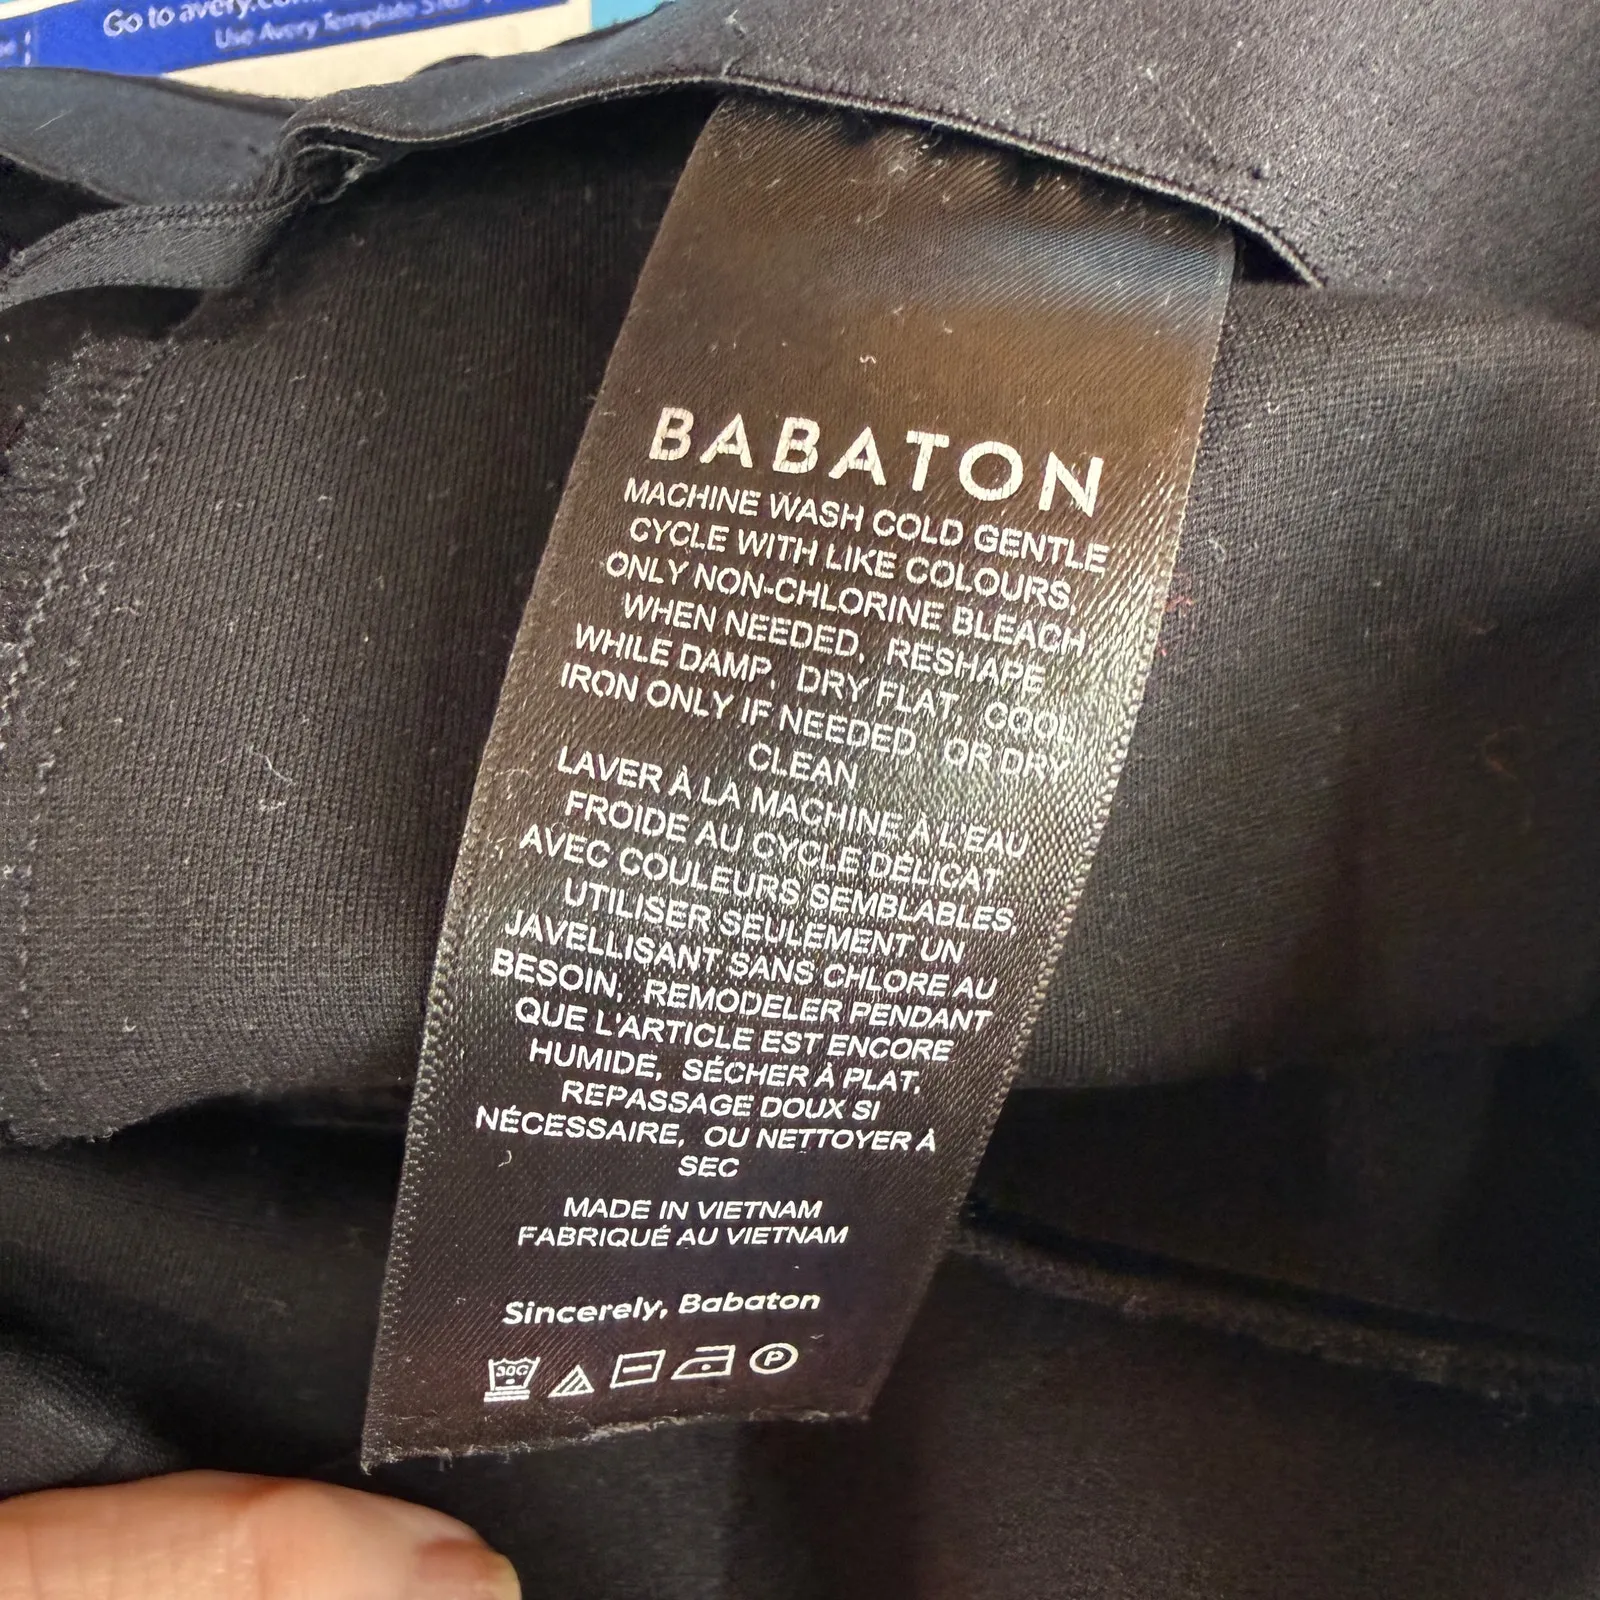 Go to avery.com
Use Avery Template
BABATON
MACHINE WASH COLD GENTLE
CYCLE WITH LIKE COLOURS,
ONLY NON-CHLORINE BLEACH
WHEN NEEDED, RESHAPE
WHILE DAMP, DRY FLAT, COOL
IRON ONLY IF NEEDED, OR DRY
CLEAN
LAVER À LA MACHINE À L'EAU
FROIDE AU CYCLE DÉLICAT
AVEC COULEURS SEMBLABLES,
UTILISER SEULEMENT UN
JAVELLISANT SANS CHLORE AU
BESOIN, REMODELER PENDANT
QUE L'ARTICLE EST ENCORE
HUMIDE, SÉCHER À PLAT,
REPASSAGE DOUX SI
NÉCESSAIRE, OU NETTOYER À
SEC
MADE IN VIETNAM
FABRIQUÉ AU VIETNAM
Sincerely, Babaton
30C P